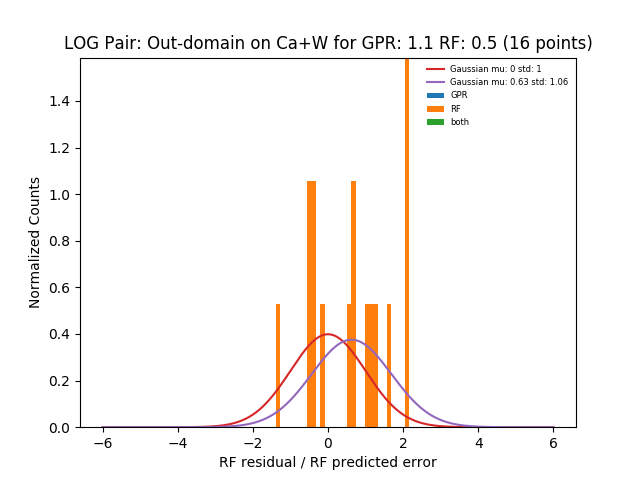 LOG Pair: Out-domain on Ca+W for GPR: 1.1 RF: 0.5 (16 points)
Gaussian mu: 0 std: 1
Gaussian mu: 0.63 std: 1.06
GPR
RF
both
Normalized Counts
1.4
1.2
1.0
0.8
0.6
0.4
0.2
0.0
−6 −4 −2 0 2 4 6
RF residual / RF predicted error